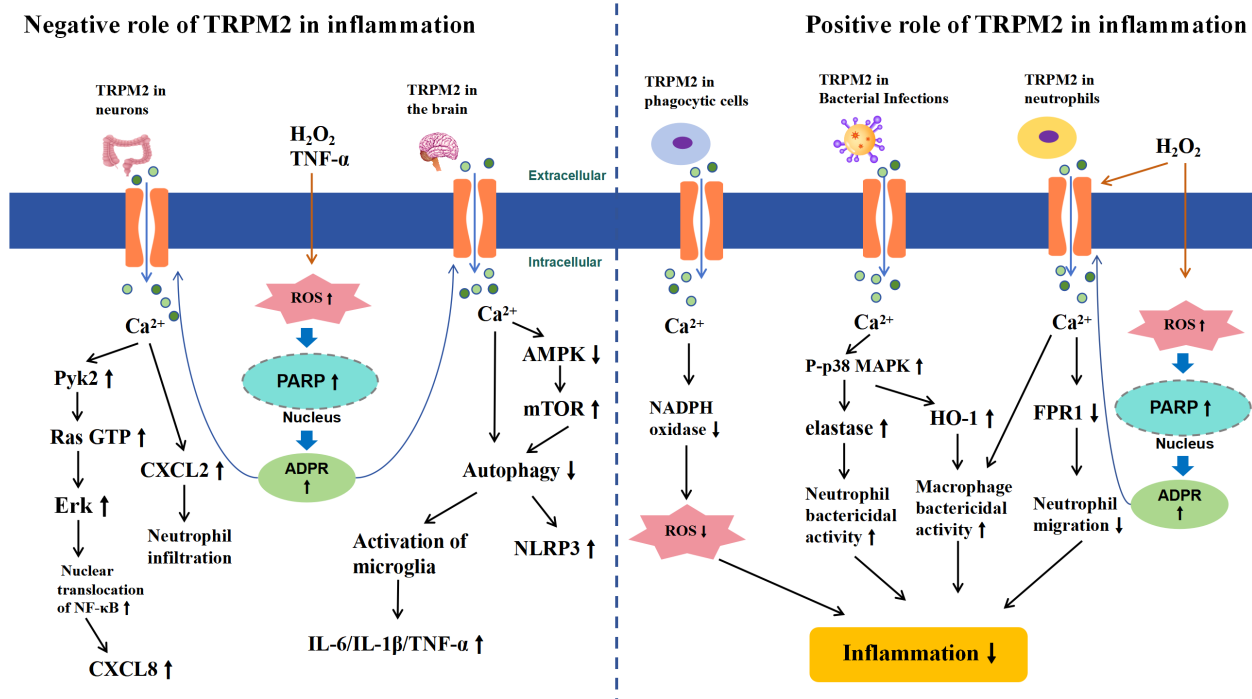 Negative role of TRPM2 in inflammation
Positive role of TRPM2 in inflammation
TRPM2 in
neurons
H₂O₂
TNF-α
TRPM2 in
the brain
Extracellular
Intracellular
ROS ↑
PARP ↑
Nucleus
ADPR
↑
Ca²⁺
Pyk2 ↑
Ras GTP ↑
Erk ↑
Nuclear
translocation
of NF-κB ↑
CXCL8 ↑
CXCL2 ↑
Neutrophil
infiltration
Ca²⁺
AMPK ↓
mTOR ↑
Autophagy ↓
Activation of
microglia
NLRP3 ↑
IL-6/IL-1β/TNF-α ↑
TRPM2 in
phagocytic cells
TRPM2 in
Bacterial Infections
TRPM2 in
neutrophils
H₂O₂
Ca²⁺
NADPH
oxidase ↓
ROS ↓
Ca²⁺
P-p38 MAPK ↑
elastase ↑
Neutrophil
bactericidal
activity ↑
HO-1 ↑
Macrophage
bactericidal
activity ↑
Ca²⁺
FPR1 ↓
Neutrophil
migration ↓
ROS ↑
PARP ↑
Nucleus
ADPR
↑
Inflammation ↓